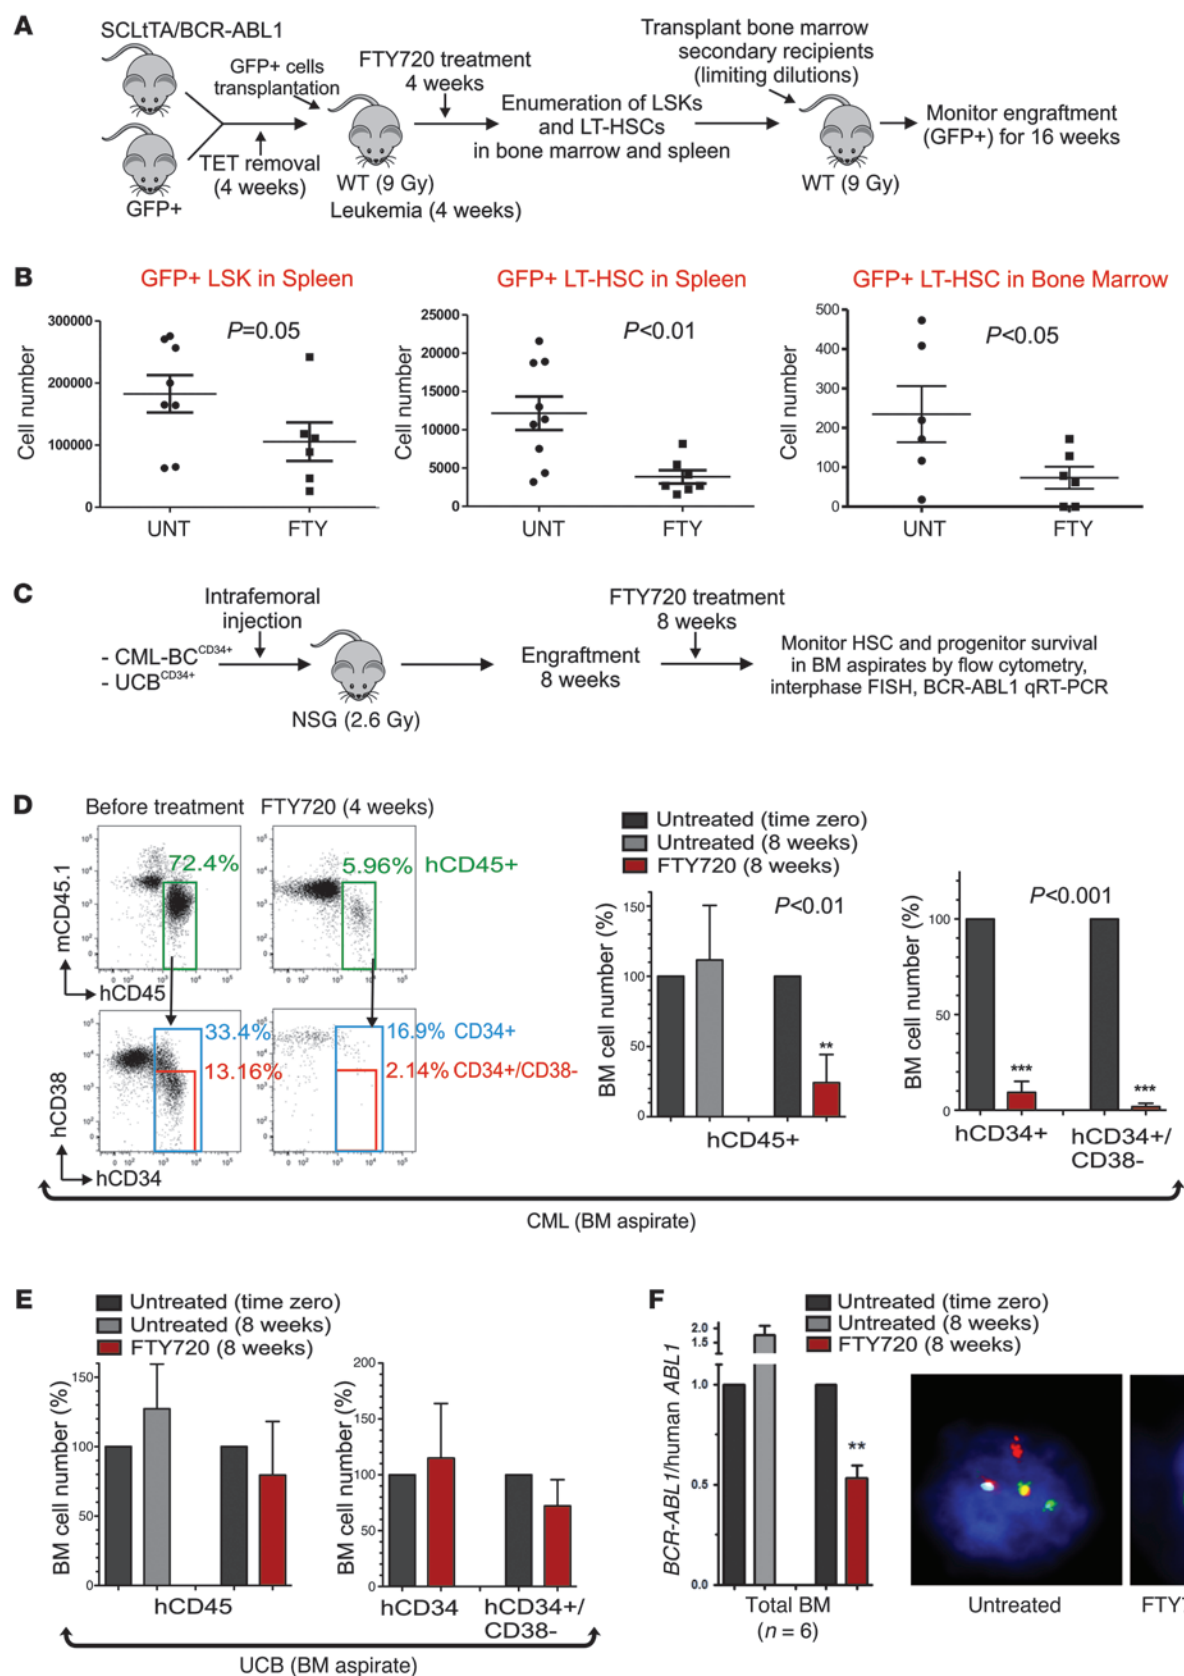 A
SCLtTA/BCR-ABL1
GFP+
GFP+ cells
transplantation
TET removal
(4 weeks)
FTY720 treatment
4 weeks
WT (9 Gy)
Leukemia (4 weeks)
Enumeration of LSKs
and LT-HSCs
in bone marrow and spleen
Transplant bone marrow
secondary recipients
(limiting dilutions)
WT (9 Gy)
Monitor engraftment
(GFP+) for 16 weeks
B
GFP+ LSK in Spleen
P=0.05
Cell number
300000
200000
100000
0
UNT FTY
GFP+ LT-HSC in Spleen
P<0.01
Cell number
25000
20000
15000
10000
5000
0
UNT FTY
GFP+ LT-HSC in Bone Marrow
P<0.05
Cell number
500
400
300
200
100
0
UNT FTY
C
- CML-BC^CD34+
- UCB^CD34+
Intrafemoral
injection
NSG (2.6 Gy)
Engraftment
8 weeks
FTY720 treatment
8 weeks
Monitor HSC and progenitor survival
in BM aspirates by flow cytometry,
interphase FISH, BCR-ABL1 qRT-PCR
D
Before treatment FTY720 (4 weeks)
72.4%
5.96% hCD45+
mCD45.1
hCD45
33.4%
13.16%
16.9% CD34+
2.14% CD34+/CD38-
hCD38
hCD34
Untreated (time zero)
Untreated (8 weeks)
FTY720 (8 weeks)
P<0.01
BM cell number (%)
150
100
50
0
**
hCD45+
P<0.001
BM cell number (%)
100
80
60
40
20
0
***
***
hCD34+ hCD34+/
CD38-
CML (BM aspirate)
E
Untreated (time zero)
Untreated (8 weeks)
FTY720 (8 weeks)
BM cell number (%)
150
100
50
0
hCD45
BM cell number (%)
200
150
100
50
0
hCD34 hCD34+/
CD38-
UCB (BM aspirate)
F
Untreated (time zero)
Untreated (8 weeks)
FTY720 (8 weeks)
BCR-ABL1/human ABL1
2.0
1.5
1.0
0.5
0.0
**
Total BM
(n = 6)
Untreated
FTY7